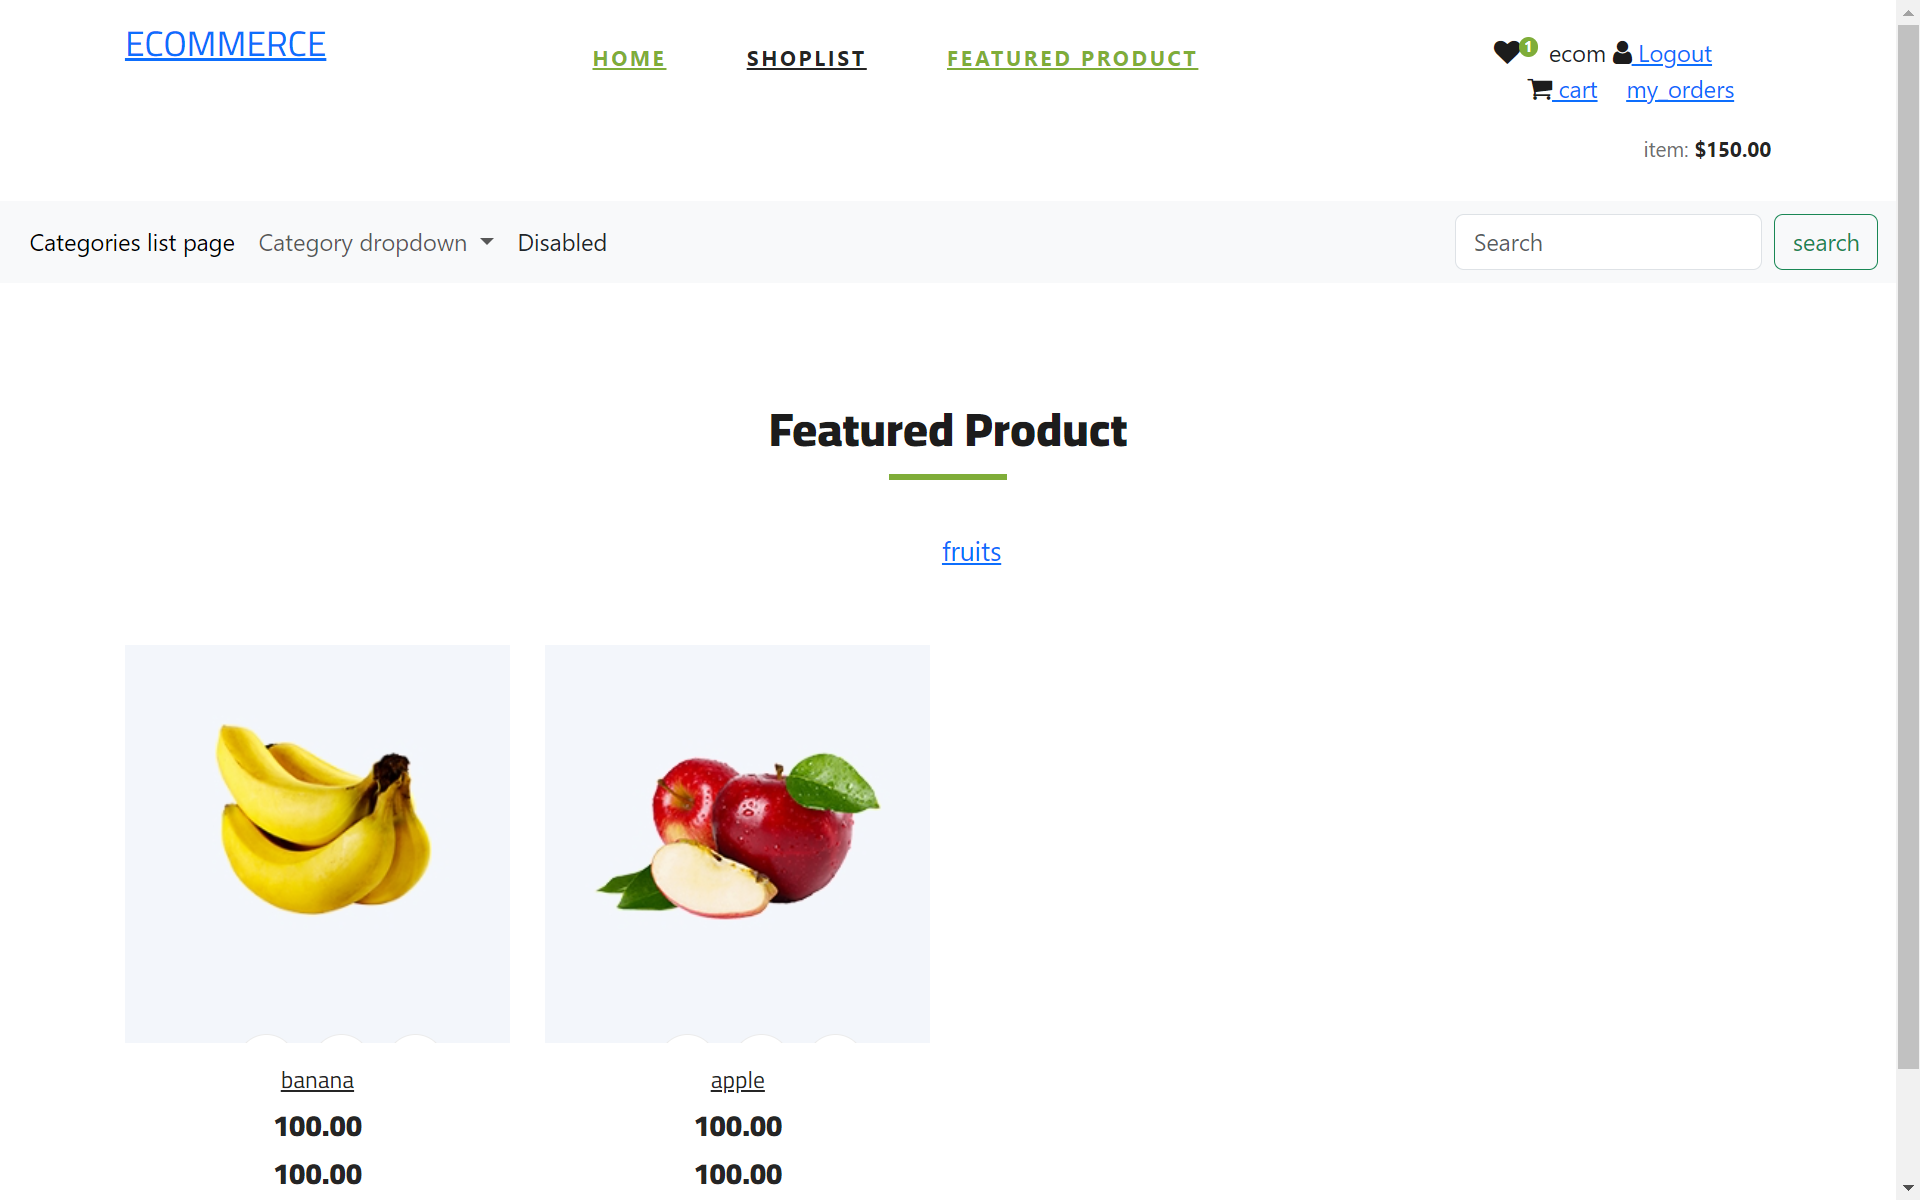 ECOMMERCE
HOME SHOPLIST FEATURED PRODUCT
1 ecom Logout
cart my_orders
item: $150.00
Categories list page Category dropdown Disabled Search search
Featured Product
fruits
banana apple
100.00 100.00
100.00 100.00